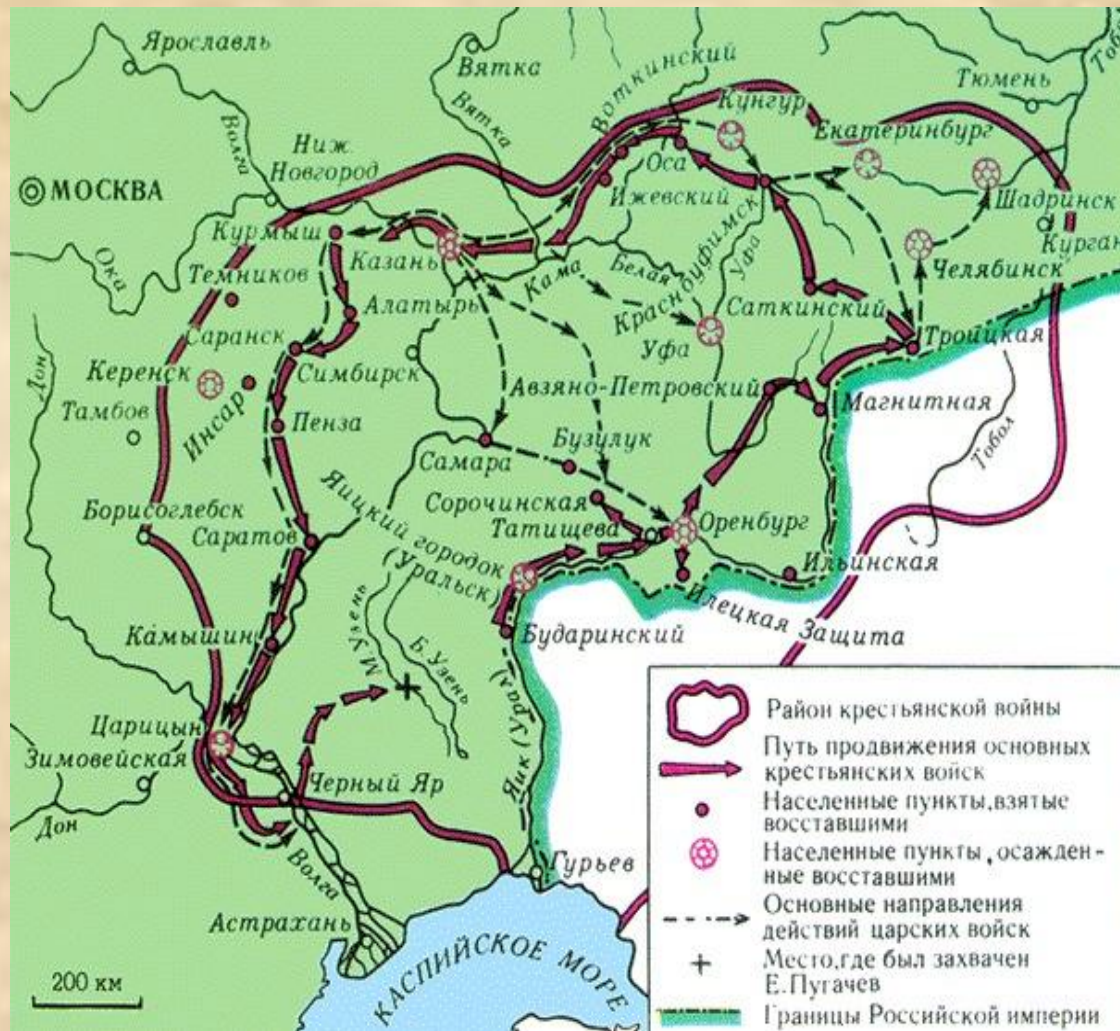 Ярославль
Вятка
Тюмень
Тобол
Волга
Вятка
Воткинский
Кунгур
Екатеринбург
Ниж.
Новгород
Оса
Ижевский
Шадринск
МОСКВА
Курмыш
Казань
Кама
Белая
Красноуфимск
Уфа
Курган
Ока
Темников
Алатырь
Челябинск
Саткинский
Саранск
Симбирск
Уфа
Троицкая
Дон
Керенск
Авзяно-Петровский
Тамбов
Инсар
Пенза
Магнитная
Самара
Бузулук
Тобол
Борисоглебск
Сорочинская
Татищева
Оренбург
Саратов
Яицкий городок
(Уральск)
Ильинская
Илецкая Защита
Камышин
М.Узень
Б.Узень
Бударинский
Царицын
Зимовейская
Черный Яр
Яик (Урал)
Дон
Волга
Гурьев
Астрахань
КАСПИЙСКОЕ МОРЕ
200 км
Район крестьянской войны
Путь продвижения основных
крестьянских войск
Населенные пункты, взятые
восставшими
Населенные пункты, осажден-
ные восставшими
Основные направления
действий царских войск
Место, где был захвачен
Е.Пугачев
Границы Российской империи